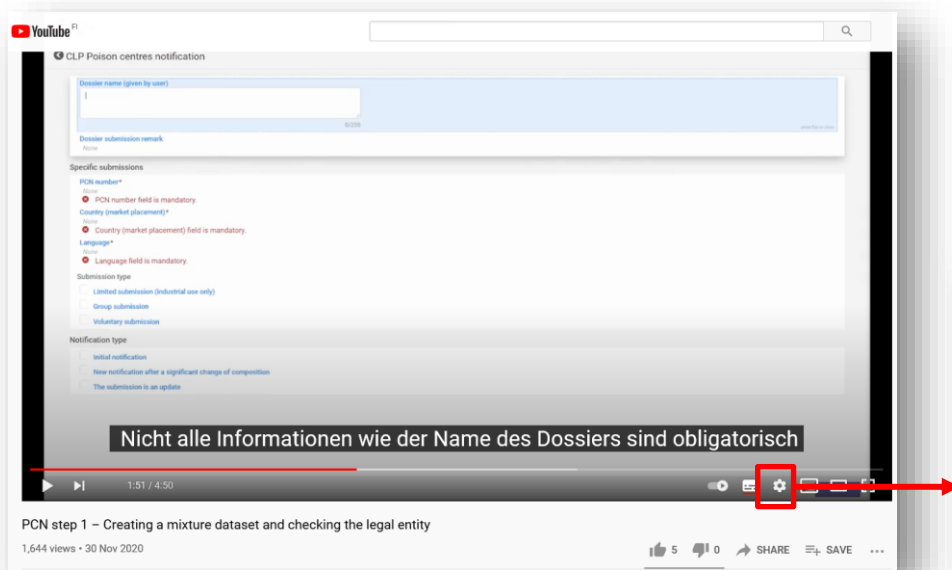 YouTube FI
CLP Poison centres notification
Dossier name (given by user)
0/255
Dossier submission remark
None
Specific submissions
PCN number*
None
PCN number field is mandatory.
Country (market placement)*
None
Country (market placement) field is mandatory.
Language*
None
Language field is mandatory.
Submission type
Limited submission (industrial use only)
Group submission
Voluntary submission
Notification type
Initial notification
New notification after a significant change of composition
The submission is an update
Nicht alle Informationen wie der Name des Dossiers sind obligatorisch
1:51 / 4:50
PCN step 1 – Creating a mixture dataset and checking the legal entity
1,644 views • 30 Nov 2020
5 0 SHARE SAVE